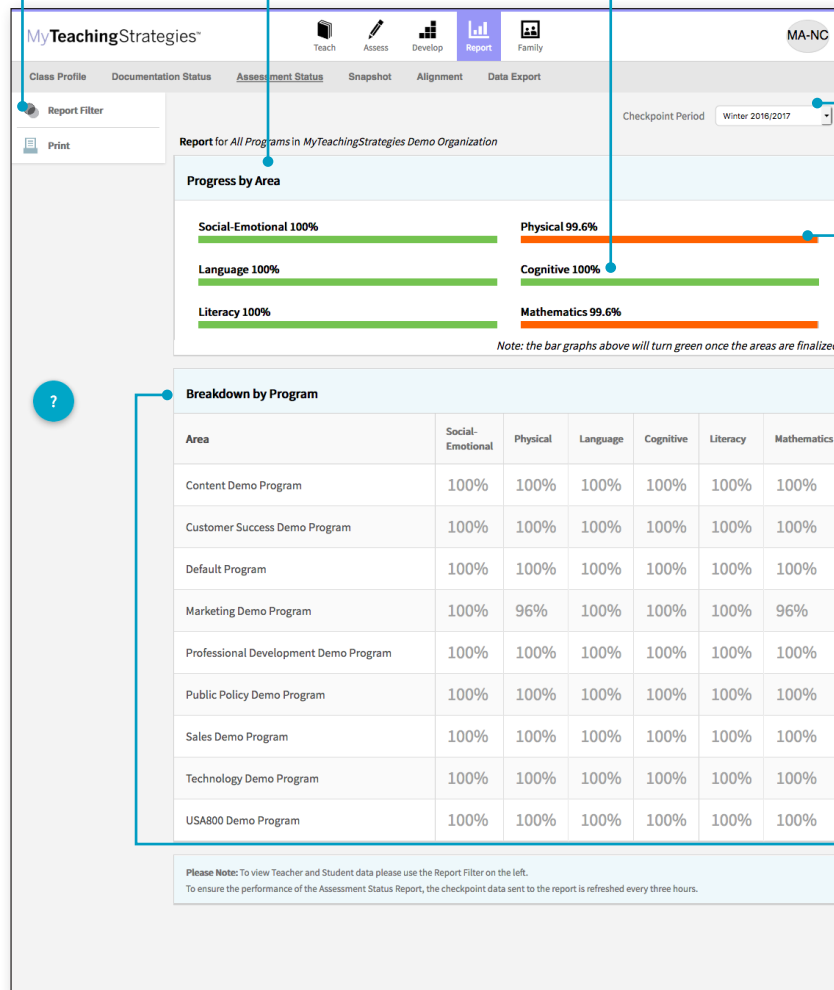 MyTeachingStrategies™
Teach Assess Develop Report Family
MA-NC
Class Profile Documentation Status Assessment Status Snapshot Alignment Data Export
Report Filter
Checkpoint Period Winter 2016/2017
Print
Report for All Programs in MyTeachingStrategies Demo Organization
Progress by Area
Social-Emotional 100% Physical 99.6%
Language 100% Cognitive 100%
Literacy 100% Mathematics 99.6%
Note: the bar graphs above will turn green once the areas are finalized
?
Breakdown by Program
Area Social-Emotional Physical Language Cognitive Literacy Mathematics
Content Demo Program 100% 100% 100% 100% 100% 100%
Customer Success Demo Program 100% 100% 100% 100% 100% 100%
Default Program 100% 100% 100% 100% 100% 100%
Marketing Demo Program 100% 96% 100% 100% 100% 96%
Professional Development Demo Program 100% 100% 100% 100% 100% 100%
Public Policy Demo Program 100% 100% 100% 100% 100% 100%
Sales Demo Program 100% 100% 100% 100% 100% 100%
Technology Demo Program 100% 100% 100% 100% 100% 100%
USA800 Demo Program 100% 100% 100% 100% 100% 100%
Please Note: To view Teacher and Student data please use the Report Filter on the left.
To ensure the performance of the Assessment Status Report, the checkpoint data sent to the report is refreshed every three hours.